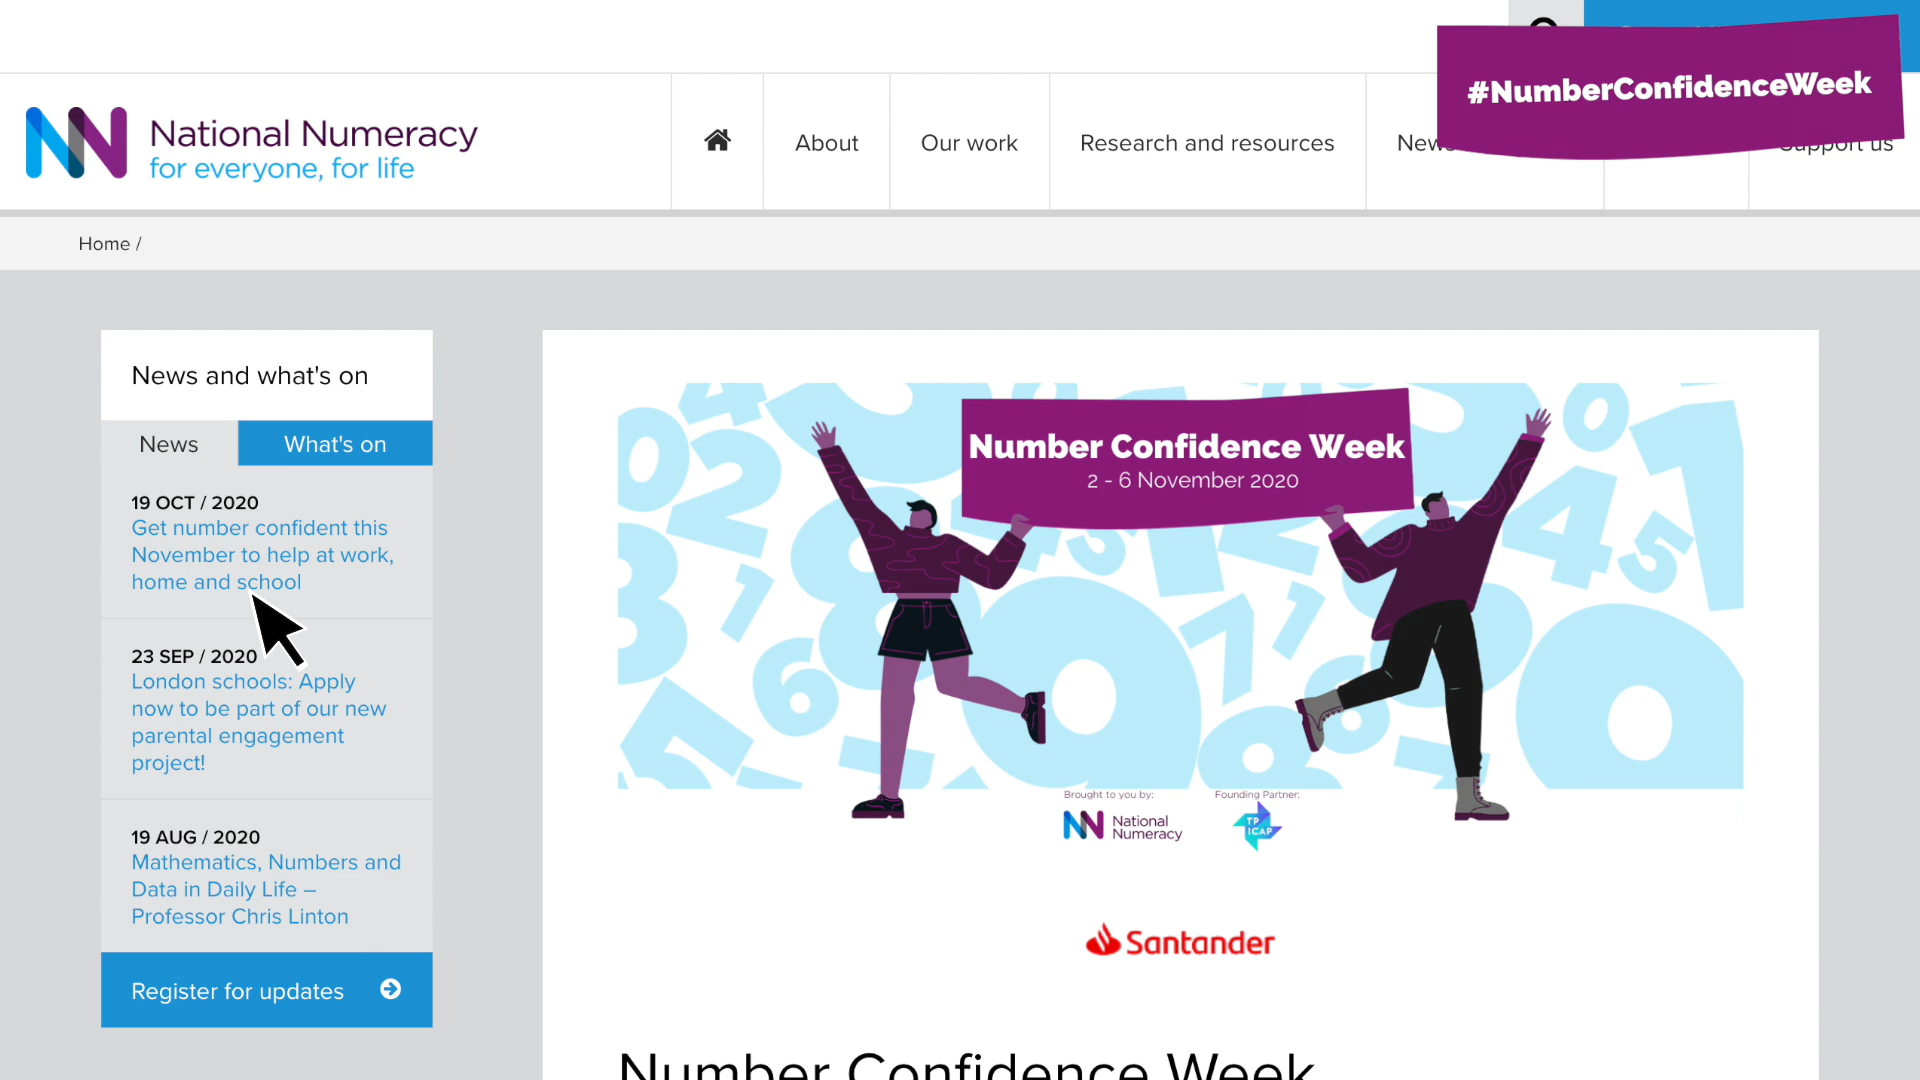 #NumberConfidenceWeek
National Numeracy
for everyone, for life
About
Our work
Research and resources
News
Support us
Home /
News and what's on
News
What's on
19 OCT / 2020
Get number confident this
November to help at work,
home and school
23 SEP / 2020
London schools: Apply
now to be part of our new
parental engagement
project!
19 AUG / 2020
Mathematics, Numbers and
Data in Daily Life –
Professor Chris Linton
Register for updates
Number Confidence Week
2 - 6 November 2020
Brought to you by:
National
Numeracy
Founding Partner:
TP
ICAP
Santander
Number Confidence Week